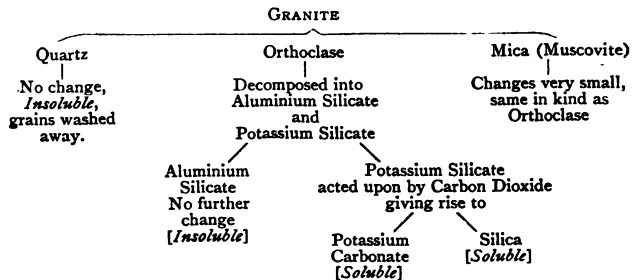 GRANITE
Quartz
No change,
Insoluble,
grains washed
away.
Orthoclase
Decomposed into
Aluminium Silicate
and
Potassium Silicate
Mica (Muscovite)
Changes very small,
same in kind as
Orthoclase
Aluminium
Silicate
No further
change
[Insoluble]
Potassium Silicate
acted upon by Carbon Dioxide
giving rise to
Potassium
Carbonate
[Soluble]
Silica
[Soluble]